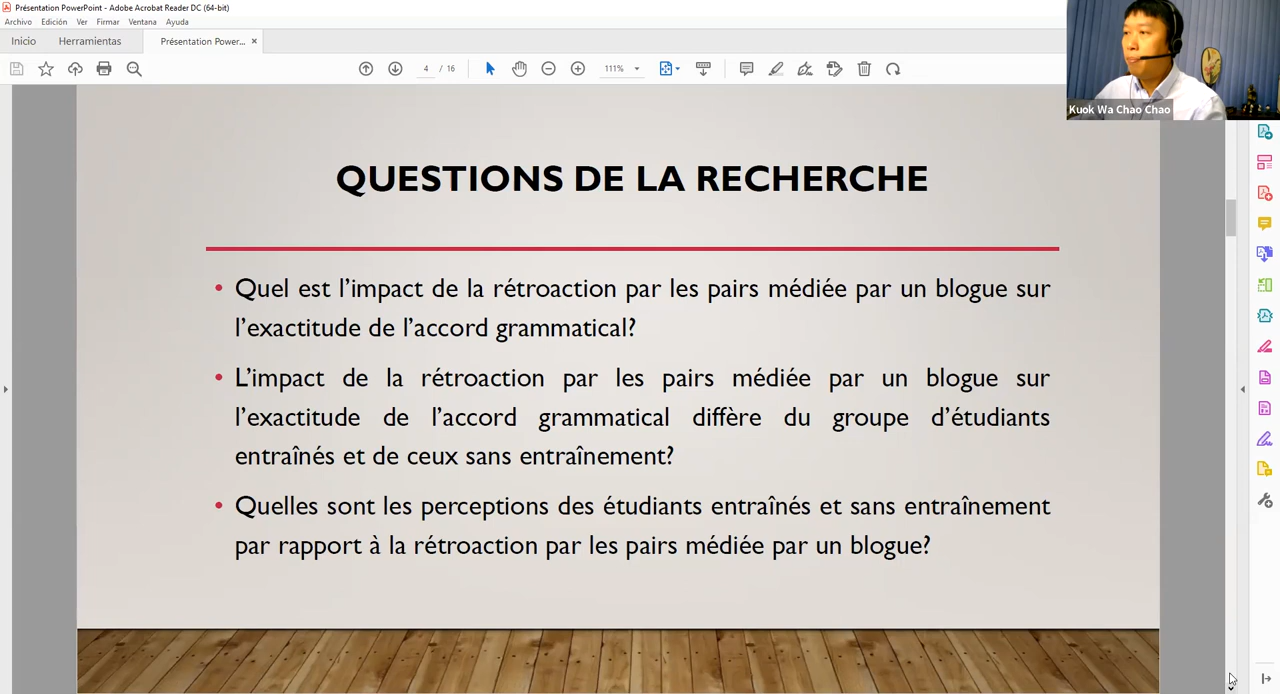 Présentation PowerPoint - Adobe Acrobat Reader DC (64-bit)
Archivo Edición Ver Firmar Ventana Ayuda
Inicio Herramientas Présentation Power... ×
4 / 16 111%
Kuok Wa Chao Chao
QUESTIONS DE LA RECHERCHE
• Quel est l’impact de la rétroaction par les pairs médiée par un blogue sur
l’exactitude de l’accord grammatical?
• L’impact de la rétroaction par les pairs médiée par un blogue sur
l’exactitude de l’accord grammatical diffère du groupe d’étudiants
entraînés et de ceux sans entraînement?
• Quelles sont les perceptions des étudiants entraînés et sans entraînement
par rapport à la rétroaction par les pairs médiée par un blogue?